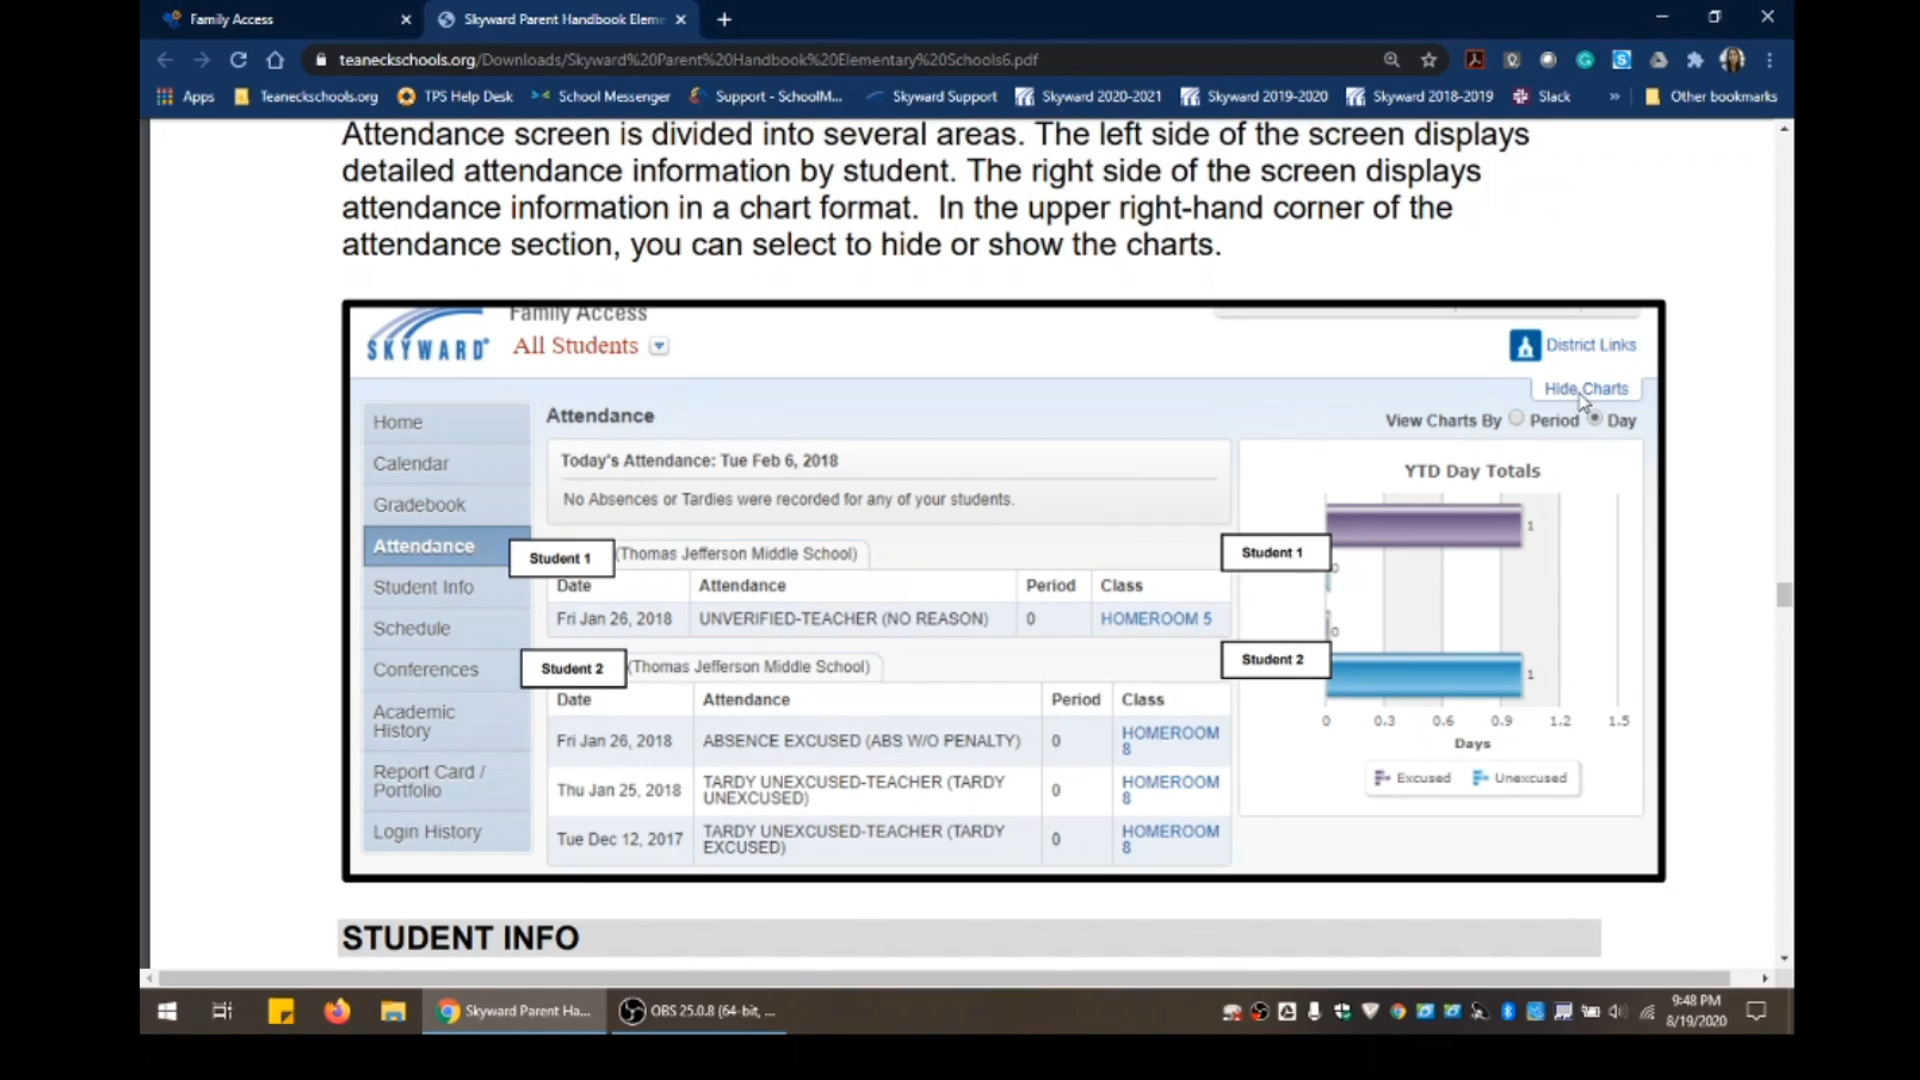 Family Access
Skyward Parent Handbook Eleme
teaneckschools.org/Downloads/Skyward%20Parent%20Handbook%20Elementary%20Schools6.pdf
Apps Teaneckschools.org TPS Help Desk School Messenger Support - SchoolM... Skyward Support Skyward 2020-2021 Skyward 2019-2020 Skyward 2018-2019 Slack » Other bookmarks
Attendance screen is divided into several areas. The left side of the screen displays
detailed attendance information by student. The right side of the screen displays
attendance information in a chart format. In the upper right-hand corner of the
attendance section, you can select to hide or show the charts.
Family Access
SKYWARD® All Students
District Links
Hide Charts
View Charts By Period Day
Home
Calendar
Gradebook
Attendance
Student Info
Schedule
Conferences
Academic
History
Report Card /
Portfolio
Login History
Attendance
Today's Attendance: Tue Feb 6, 2018
No Absences or Tardies were recorded for any of your students.
Student 1 (Thomas Jefferson Middle School)
Date Attendance Period Class
Fri Jan 26, 2018 UNVERIFIED-TEACHER (NO REASON) 0 HOMEROOM 5
Student 2 (Thomas Jefferson Middle School)
Date Attendance Period Class
Fri Jan 26, 2018 ABSENCE EXCUSED (ABS W/O PENALTY) 0 HOMEROOM
8
Thu Jan 25, 2018 TARDY UNEXCUSED-TEACHER (TARDY
UNEXCUSED) 0 HOMEROOM
8
Tue Dec 12, 2017 TARDY UNEXCUSED-TEACHER (TARDY
EXCUSED) 0 HOMEROOM
8
YTD Day Totals
1
Student 1
0
0
Student 2
1
0 0.3 0.6 0.9 1.2 1.5
Days
Excused Unexcused
STUDENT INFO
Skyward Parent Ha... OBS 25.0.8 (64-bit, ...
9:48 PM
8/19/2020